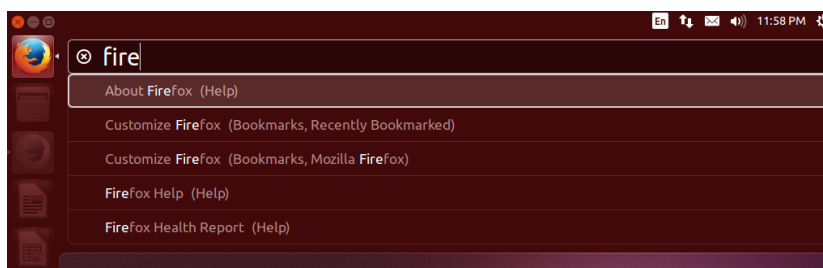 En 11:58 PM
fire
About Firefox (Help)
Customize Firefox (Bookmarks, Recently Bookmarked)
Customize Firefox (Bookmarks, Mozilla Firefox)
Firefox Help (Help)
Firefox Health Report (Help)